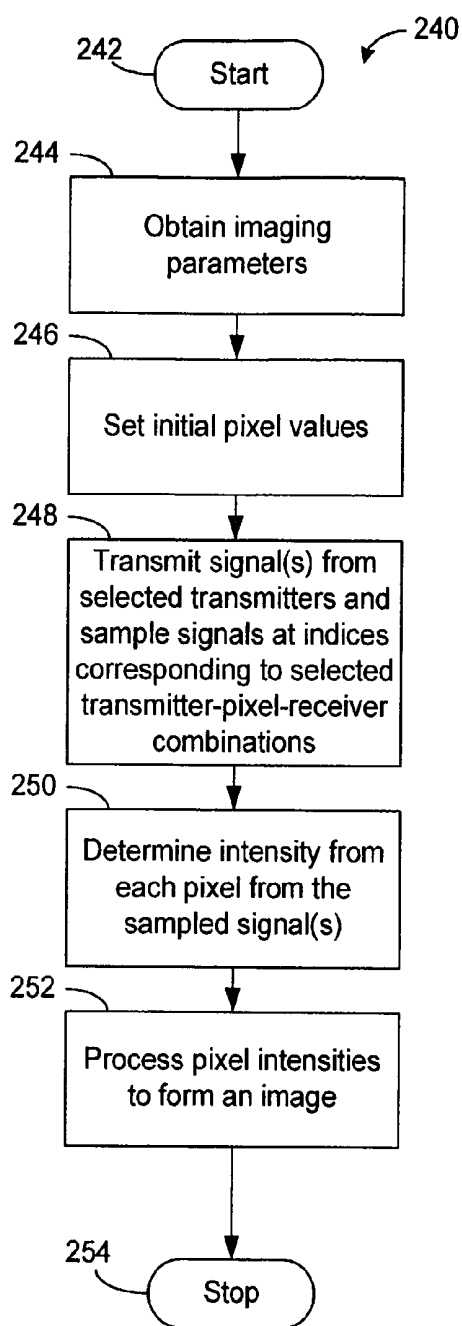 240
242
Start
244
Obtain imaging
parameters
246
Set initial pixel values
248
Transmit signal(s) from
selected transmitters and
sample signals at indices
corresponding to selected
transmitter-pixel-receiver
combinations
250
Determine intensity from
each pixel from the
sampled signal(s)
252
Process pixel intensities
to form an image
254
Stop